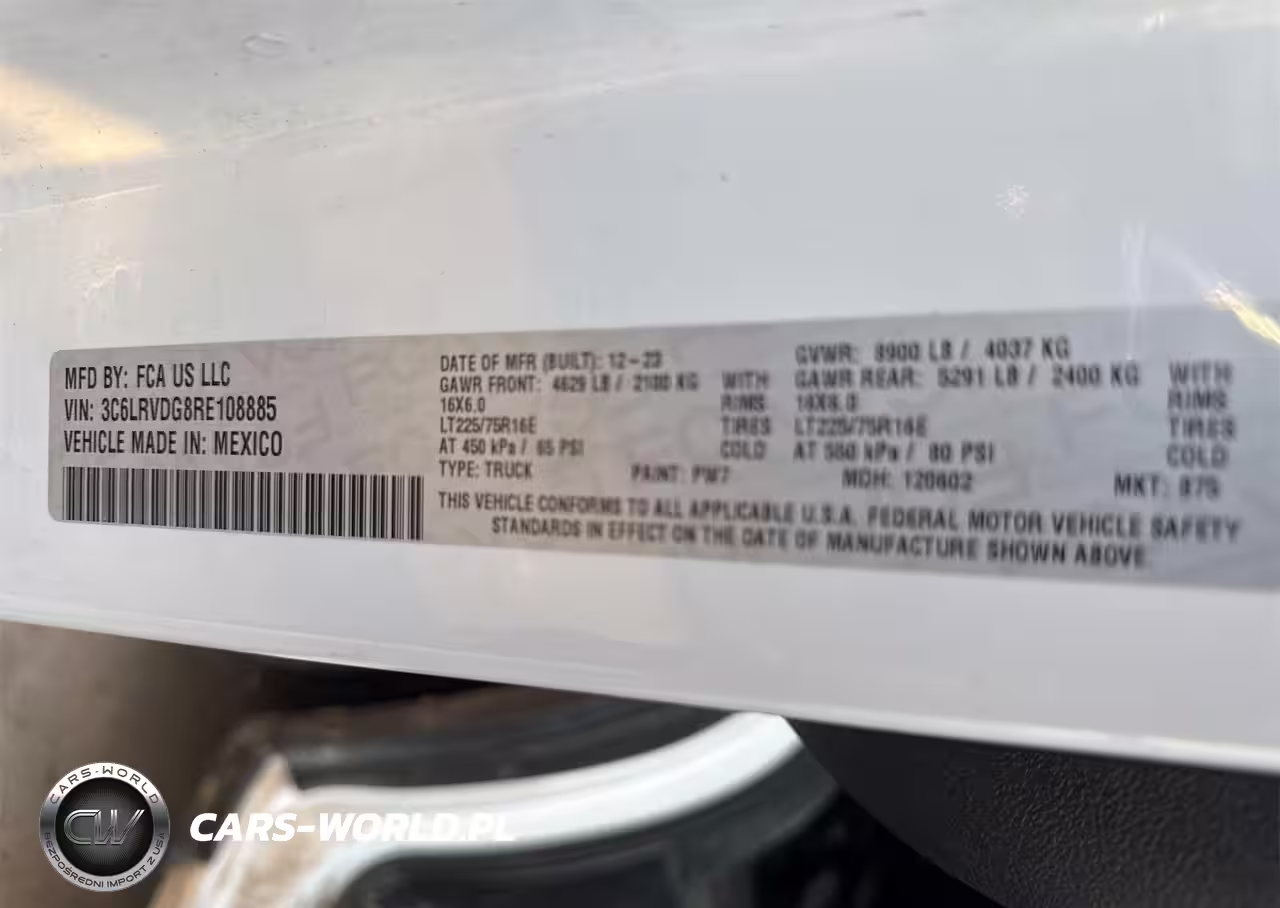 MFD BY: FCA US LLC
VIN: 3C6LRVDG8RE108885
VEHICLE MADE IN: MEXICO
DATE OF MFR (BUILT): 12-23 GVWR: 8900 LB / 4037 KG
GAWR FRONT: 4629 LB / 2100 KG WITH GAWR REAR: 5291 LB / 2400 KG WITH
16X6.0 RIMS 16X6.0 RIMS
LT225/75R16E TIRES LT225/75R16E TIRES
AT 450 kPa / 65 PSI COLD AT 550 kPa / 80 PSI COLD
TYPE: TRUCK PAINT: PW7 MDH: 120602 MKT: 875
THIS VEHICLE CONFORMS TO ALL APPLICABLE U.S.A. FEDERAL MOTOR VEHICLE SAFETY
STANDARDS IN EFFECT ON THE DATE OF MANUFACTURE SHOWN ABOVE
CARS-WORLD
CW
BEZPOŚREDNI IMPORT Z USA
CARS-WORLD.PL